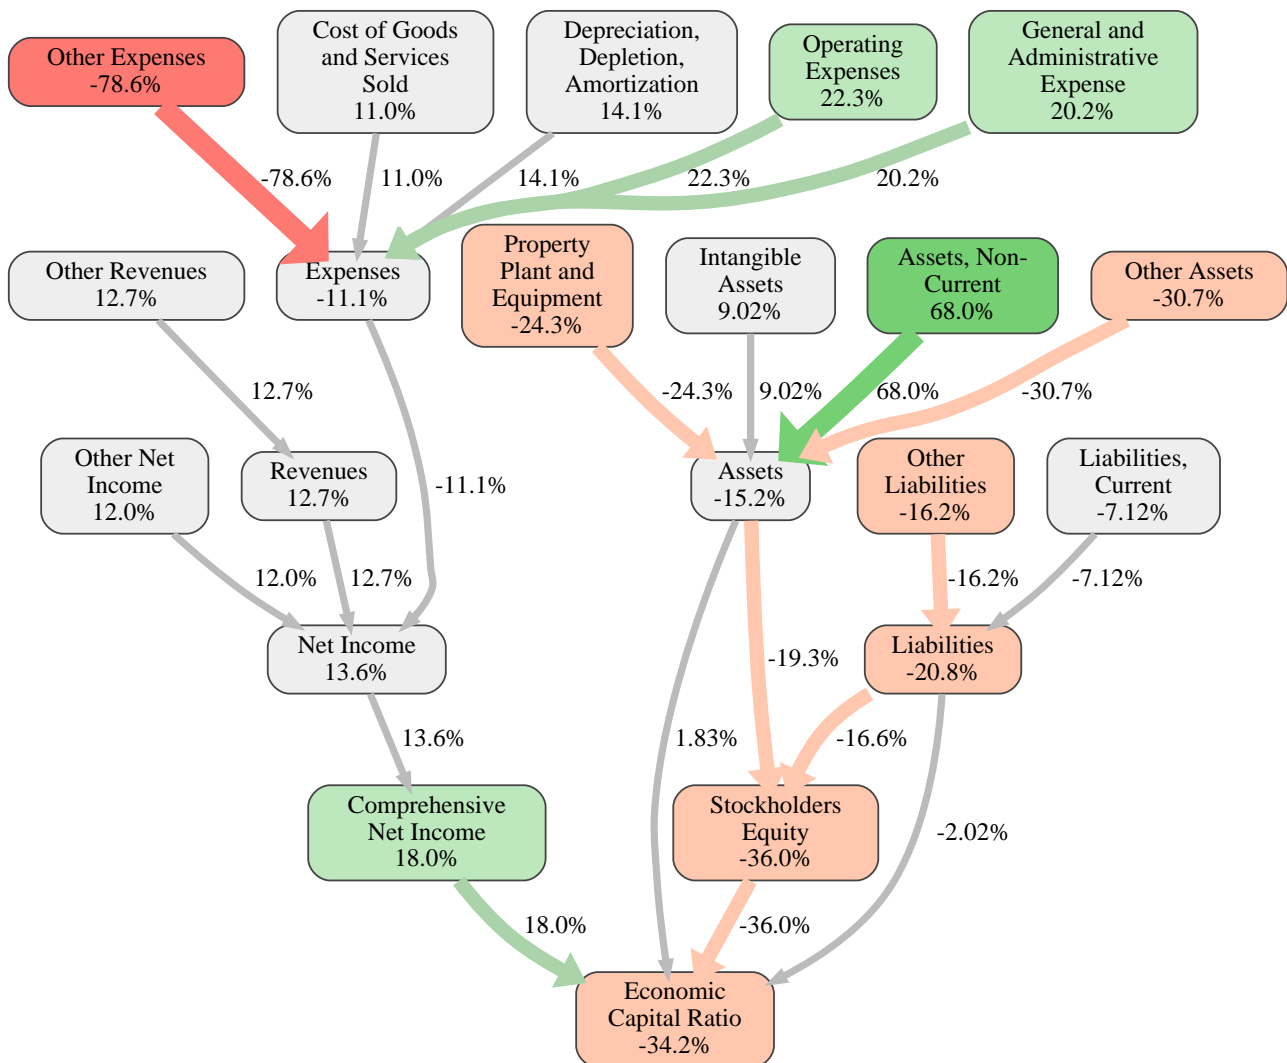 Other Expenses
-78.6%
Cost of Goods
and Services
Sold
11.0%
Depreciation,
Depletion,
Amortization
14.1%
Operating
Expenses
22.3%
General and
Administrative
Expense
20.2%
-78.6%
11.0%
14.1%
22.3%
20.2%
Other Revenues
12.7%
Expenses
-11.1%
Property
Plant and
Equipment
-24.3%
Intangible
Assets
9.02%
Assets, Non-
Current
68.0%
Other Assets
-30.7%
12.7%
-24.3%
9.02%
68.0%
-30.7%
Other Net
Income
12.0%
Revenues
12.7%
-11.1%
Assets
-15.2%
Other
Liabilities
-16.2%
Liabilities,
Current
-7.12%
12.0%
12.7%
-16.2%
-7.12%
Net Income
13.6%
-19.3%
Liabilities
-20.8%
13.6%
1.83%
-16.6%
Comprehensive
Net Income
18.0%
Stockholders
Equity
-36.0%
-2.02%
18.0%
-36.0%
Economic
Capital Ratio
-34.2%